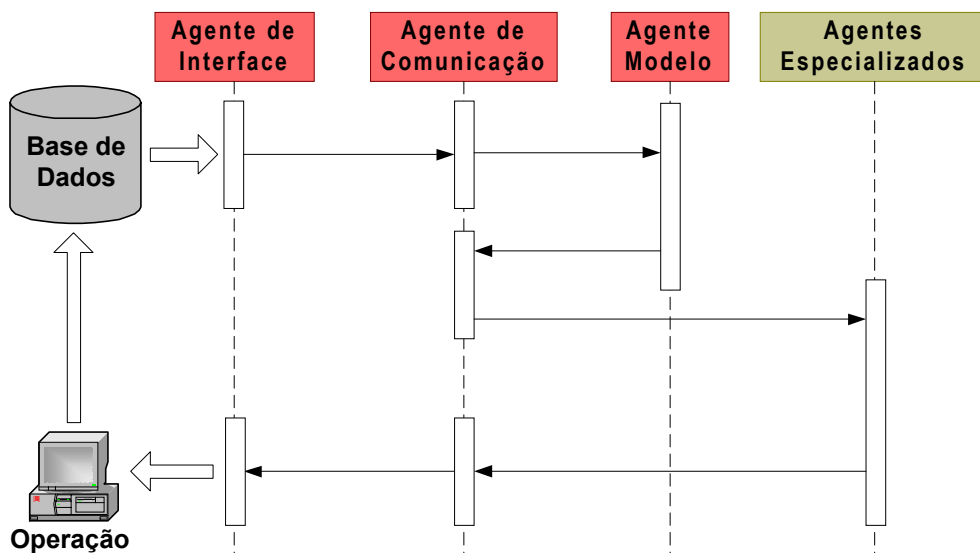 Agente de
Interface
Agente de
Comunicação
Agente
Modelo
Agentes
Especializados
Base de
Dados
Operação